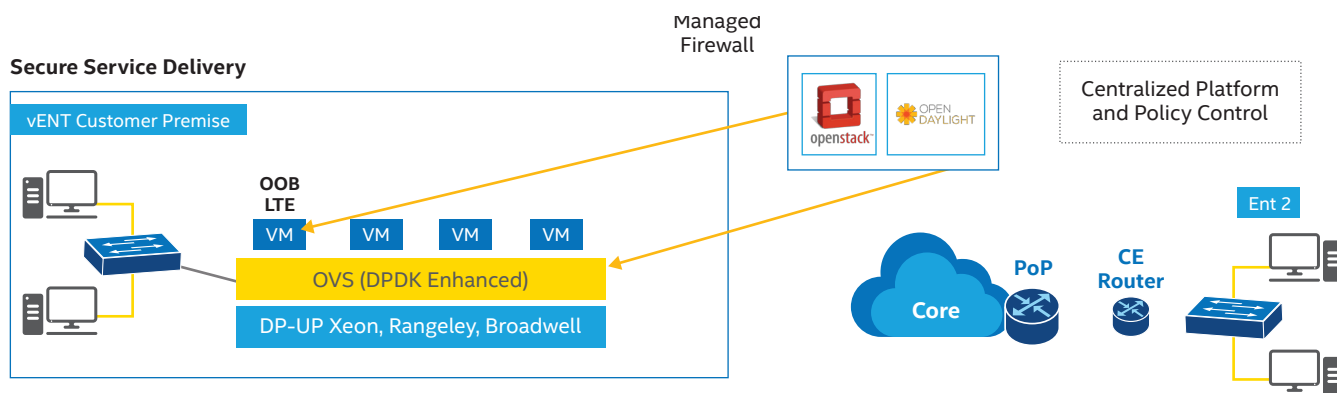 Managed
Firewall
Secure Service Delivery
vENT Customer Premise
openstack™
OPEN
DAYLIGHT
Centralized Platform
and Policy Control
OOB
LTE
VM
VM
VM
VM
OVS (DPDK Enhanced)
DP-UP Xeon, Rangeley, Broadwell
Core
PoP
CE
Router
Ent 2